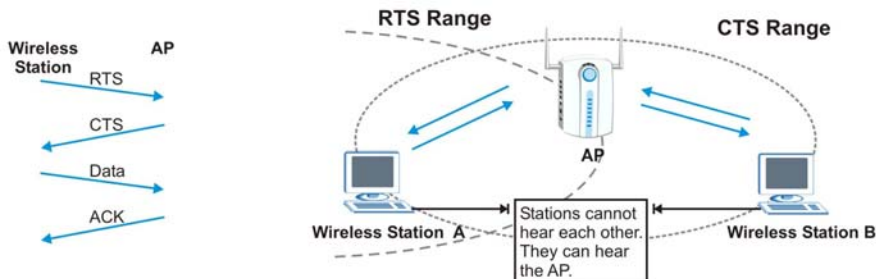 Wireless
Station
AP
RTS
CTS
Data
ACK
RTS Range
CTS Range
AP
Wireless Station A
Stations cannot
hear each other.
They can hear
the AP.
Wireless Station B